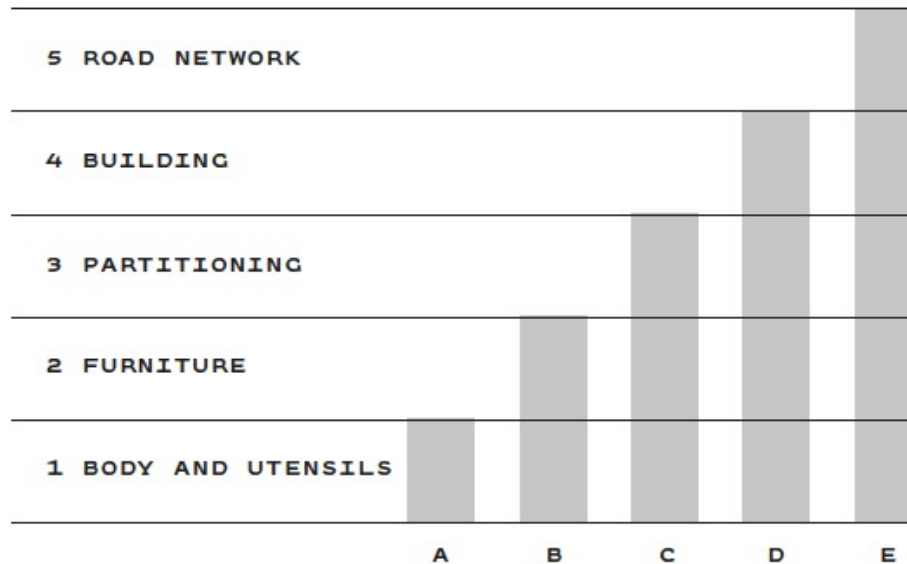 5 ROAD NETWORK
4 BUILDING
3 PARTITIONING
2 FURNITURE
1 BODY AND UTENSILS
A B C D E